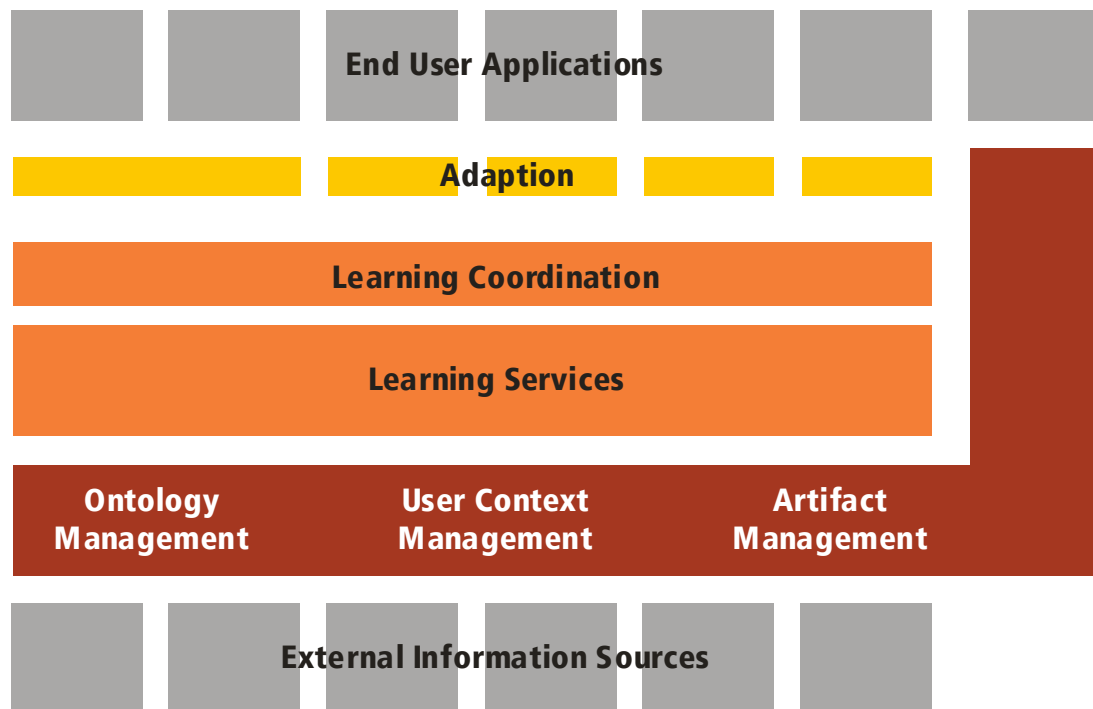 End User Applications
Adaption
Learning Coordination
Learning Services
Ontology
Management
User Context
Management
Artifact
Management
External Information Sources